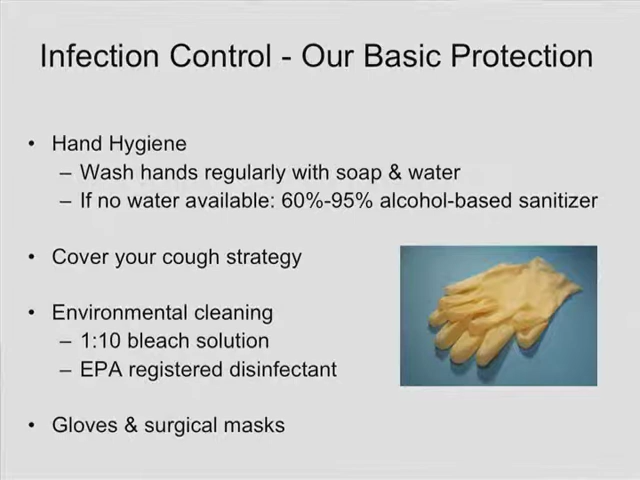 Infection Control - Our Basic Protection
• Hand Hygiene
– Wash hands regularly with soap & water
– If no water available: 60%-95% alcohol-based sanitizer
• Cover your cough strategy
• Environmental cleaning
– 1:10 bleach solution
– EPA registered disinfectant
• Gloves & surgical masks